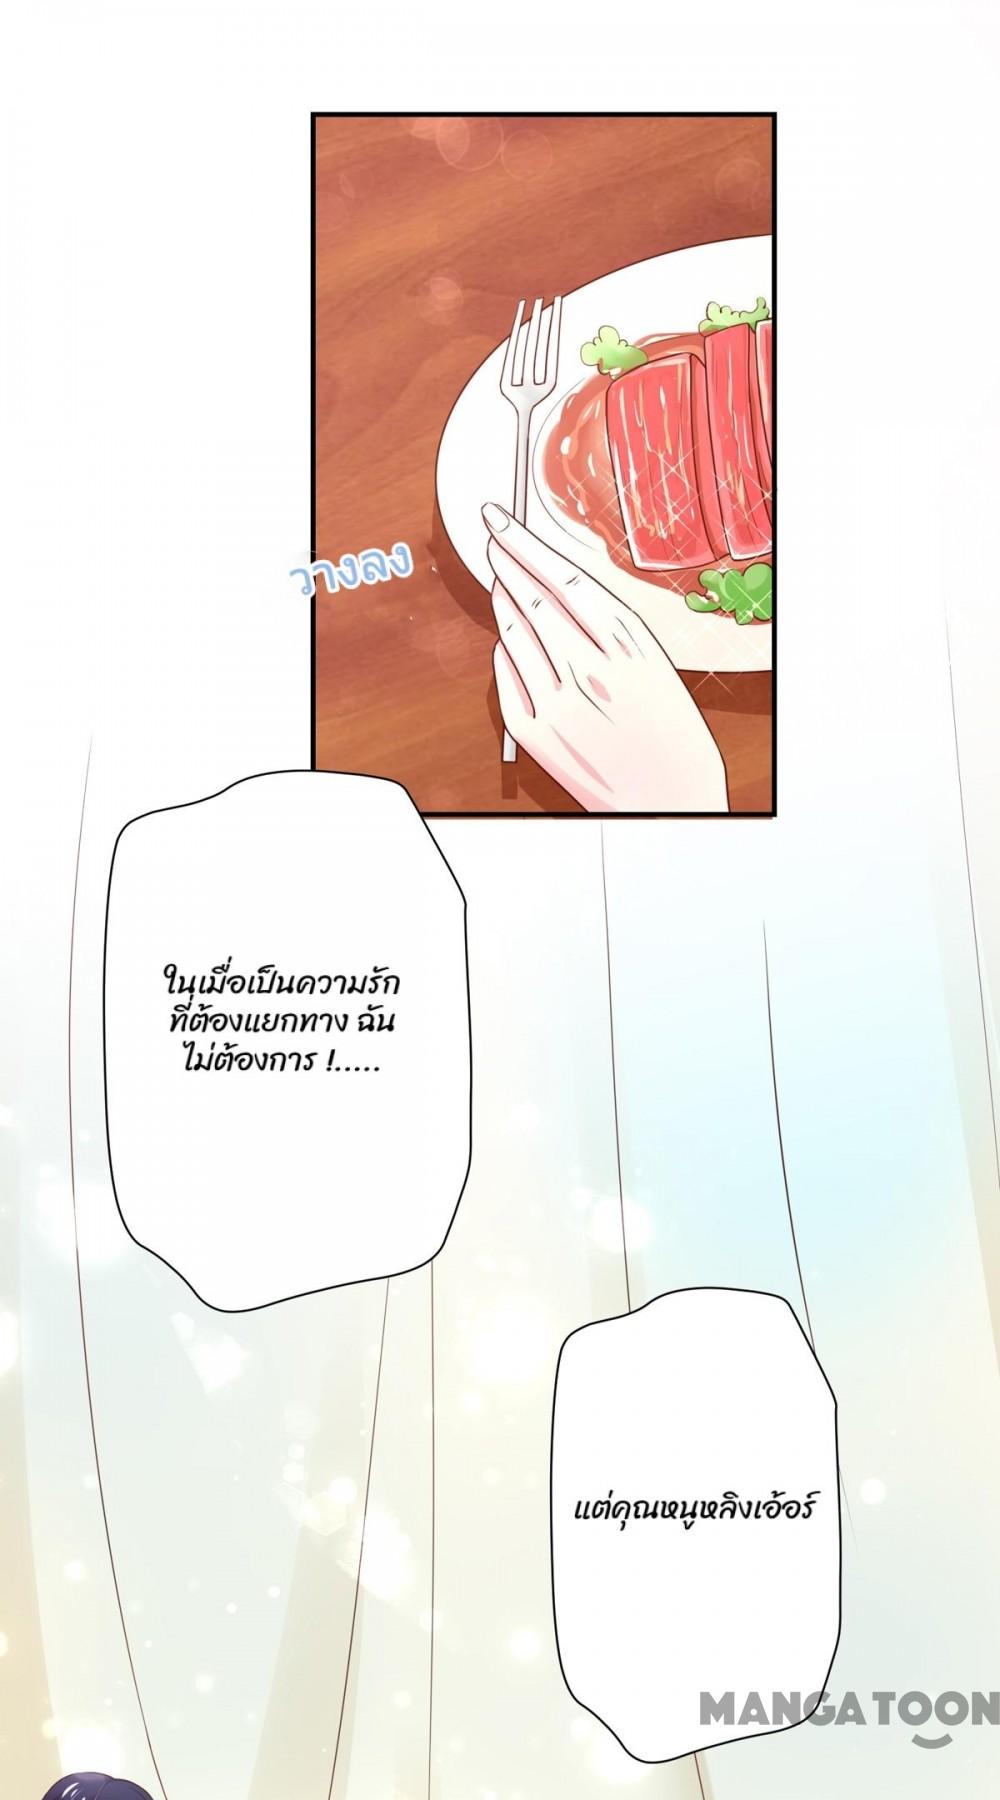 วางลง
ในเมื่อเป็นความรัก
ที่ต้องแยกทาง ฉัน
ไม่ต้องการ !.....
แต่คุณหนูหลิงเอ้อร์
MANGATOON